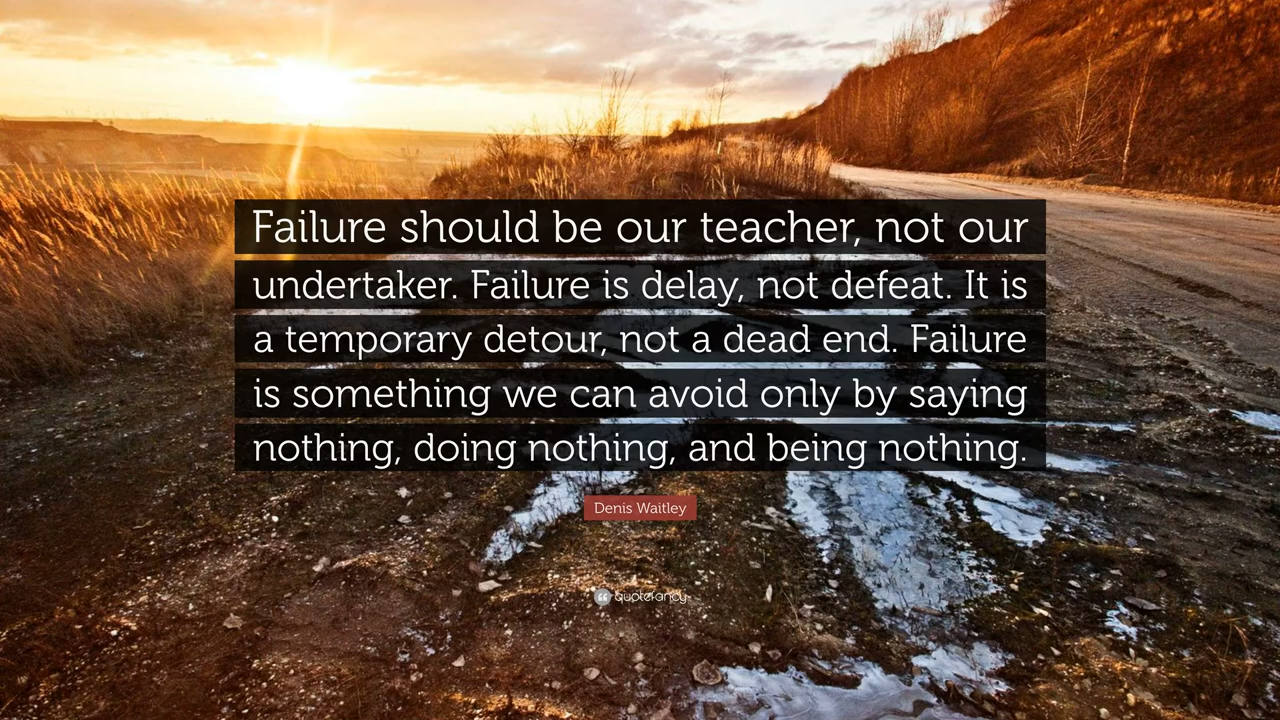 Failure should be our teacher, not our
undertaker. Failure is delay, not defeat. It is
a temporary detour, not a dead end. Failure
is something we can avoid only by saying
nothing, doing nothing, and being nothing.
Denis Waitley
quotefancy